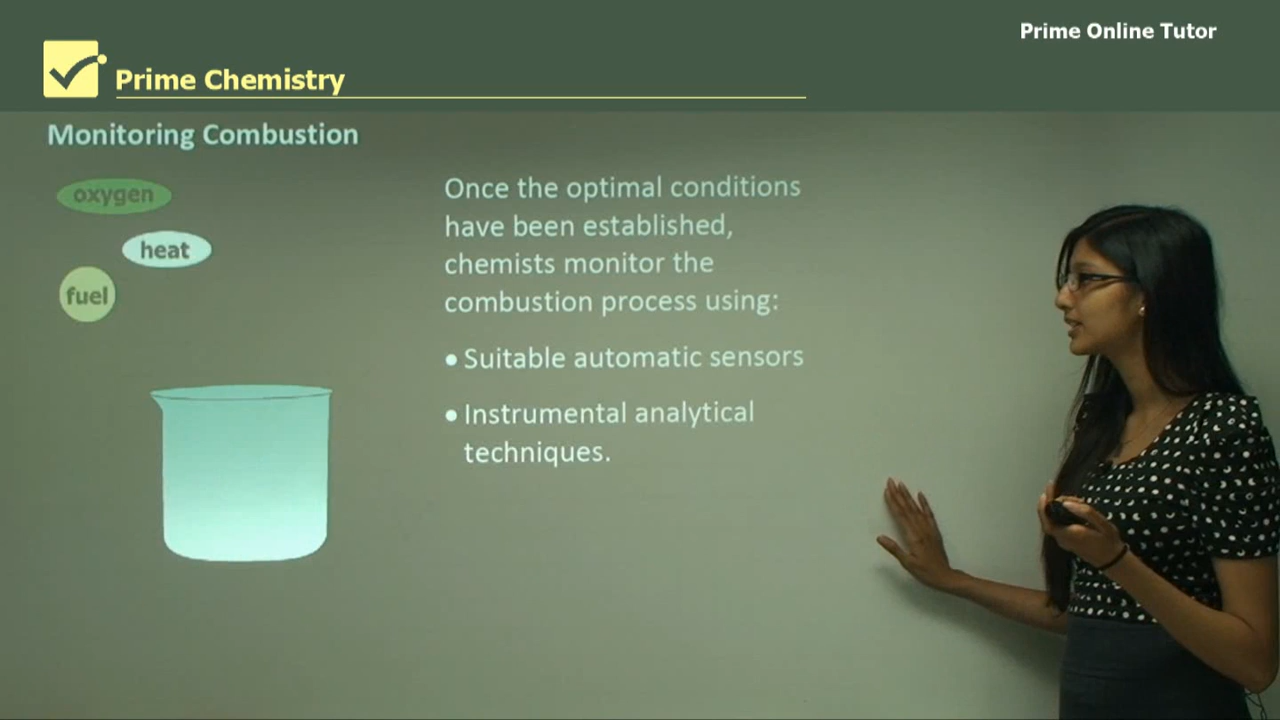 Prime Online Tutor
Prime Chemistry
Monitoring Combustion
oxygen
heat
fuel
Once the optimal conditions
have been established,
chemists monitor the
combustion process using:
• Suitable automatic sensors
• Instrumental analytical
techniques.